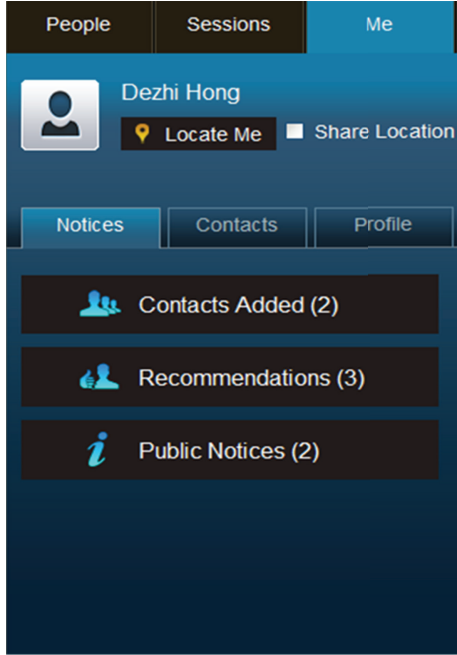 People Sessions Me
Dezhi Hong
Locate Me Share Location
Notices Contacts Profile
Contacts Added (2)
Recommendations (3)
Public Notices (2)